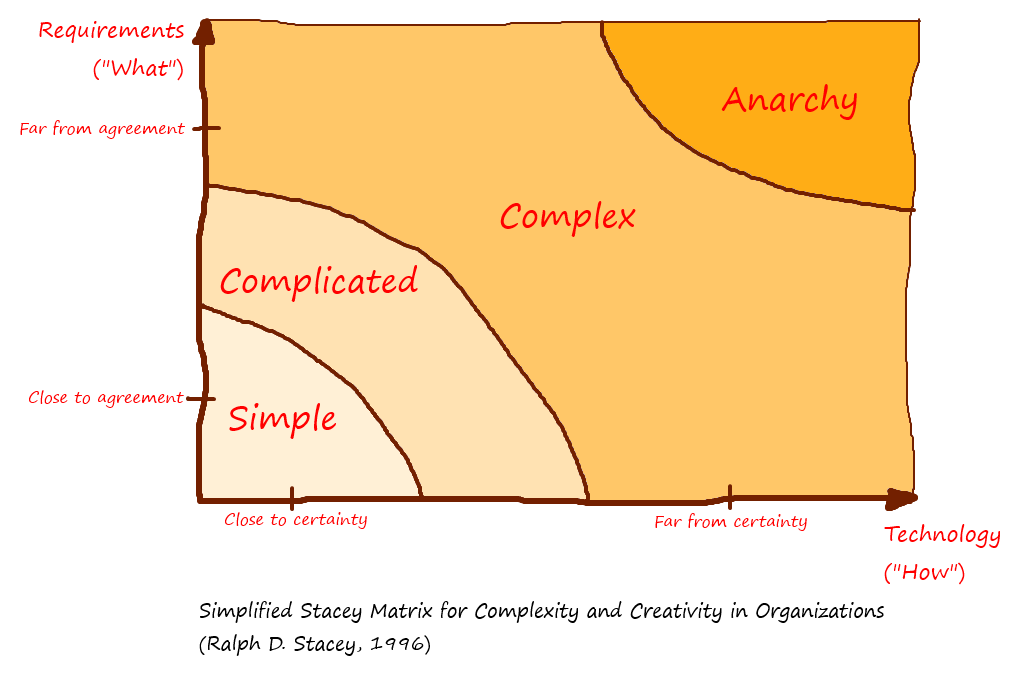 Requirements
("What")
Far from agreement
Anarchy
Complex
Complicated
Close to agreement
Simple
Close to certainty
Far from certainty
Technology
("How")
Simplified Stacey Matrix for Complexity and Creativity in Organizations
(Ralph D. Stacey, 1996)